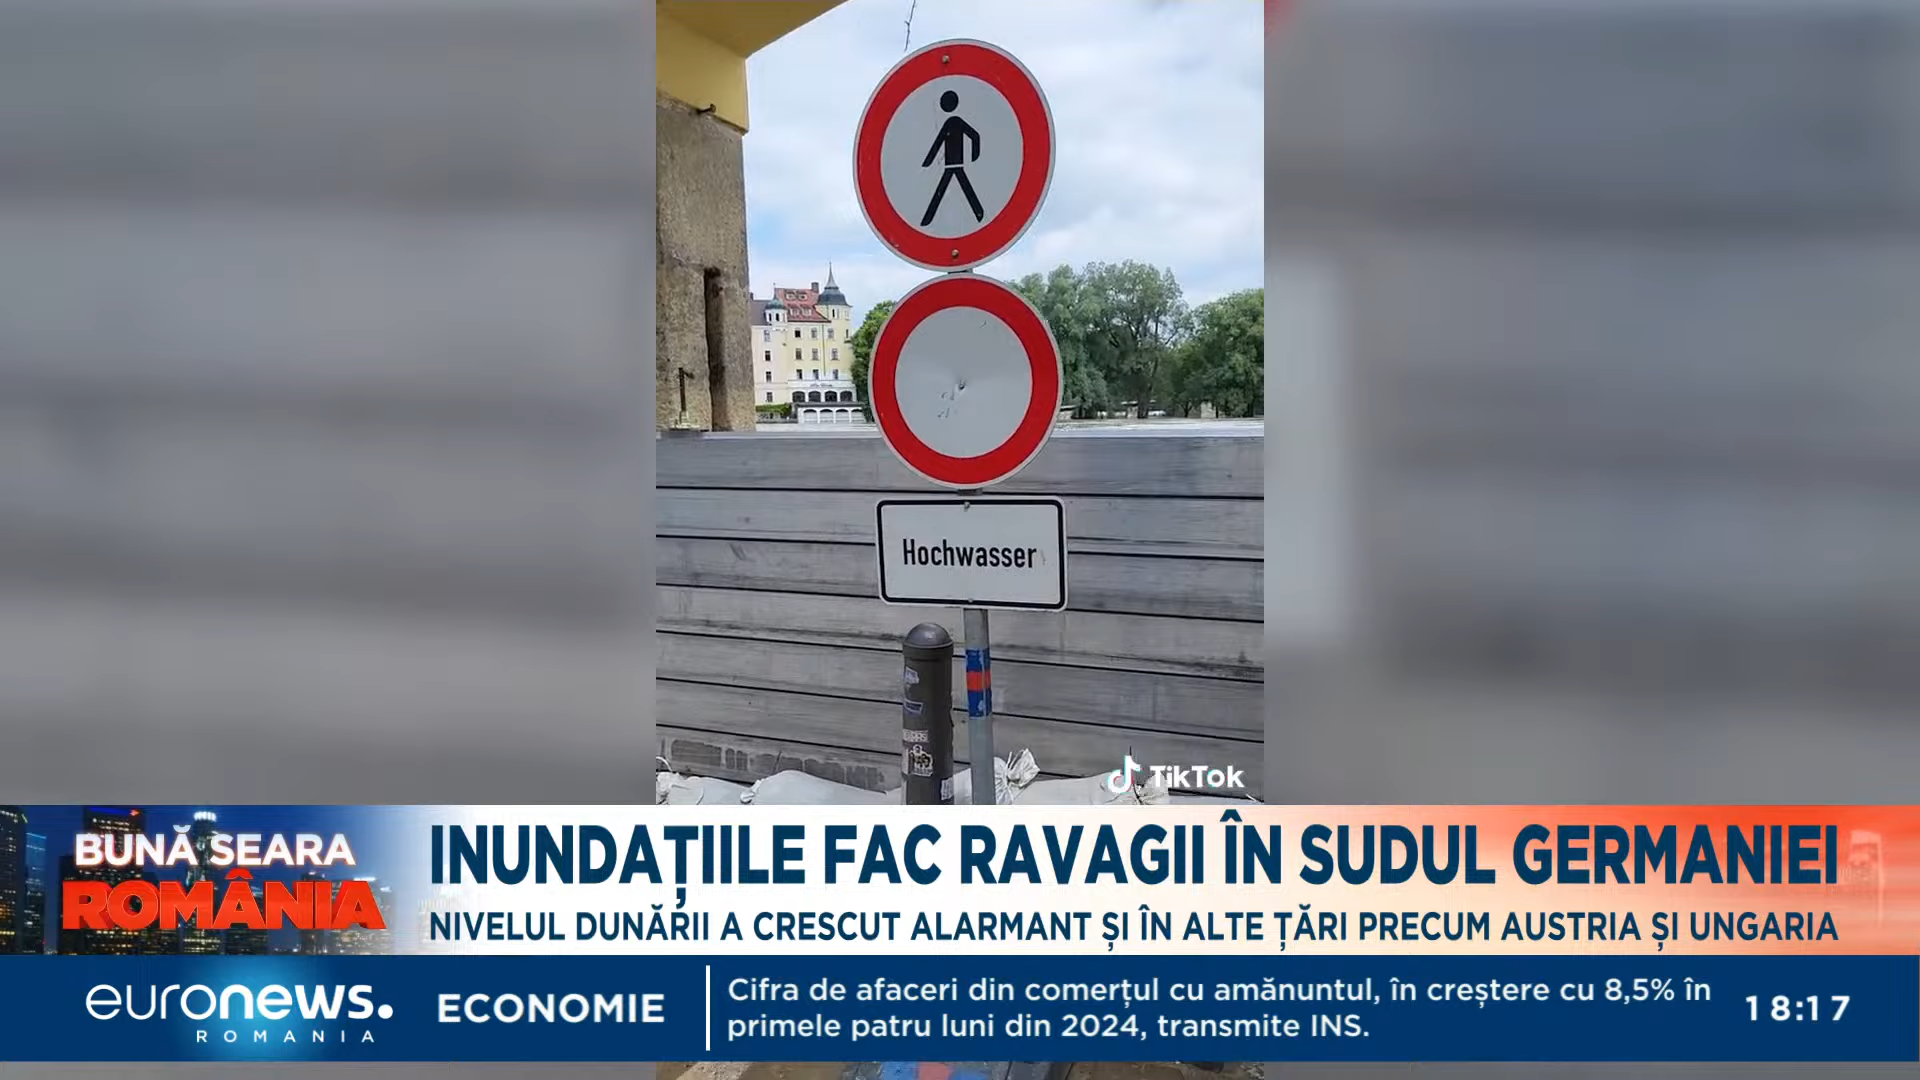 Hochwasser
TikTok
BUNĂ SEARA
ROMÂNIA
INUNDAȚIILE FAC RAVAGII ÎN SUDUL GERMANIEI
NIVELUL DUNĂRII A CRESCUT ALARMANT ȘI ÎN ALTE ȚĂRI PRECUM AUSTRIA ȘI UNGARIA
euronews.
ROMANIA
ECONOMIE
Cifra de afaceri din comerțul cu amănuntul, în creștere cu 8,5% în
primele patru luni din 2024, transmite INS.
18:17